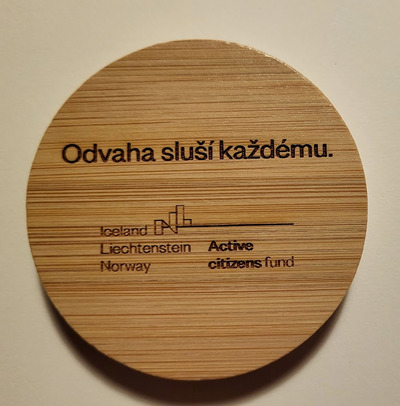 Odvaha sluší každému.
Iceland
Liechtenstein Active
Norway citizens fund